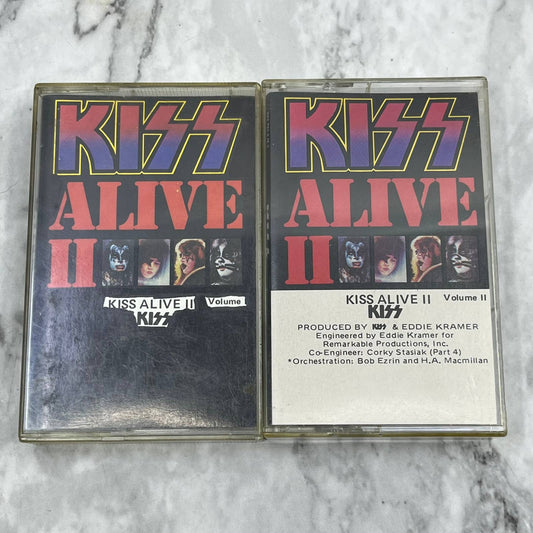 KISS
ALIVE
II
KISS ALIVE II Volume
KISS
KISS
ALIVE
II
KISS ALIVE II Volume II
KISS
PRODUCED BY KISS & EDDIE KRAMER
Engineered by Eddie Kramer for
Remarkable Productions, Inc.
Co-Engineer: Corky Stasiak (Part 4)
*Orchestration: Bob Ezrin and H.A. Macmillan